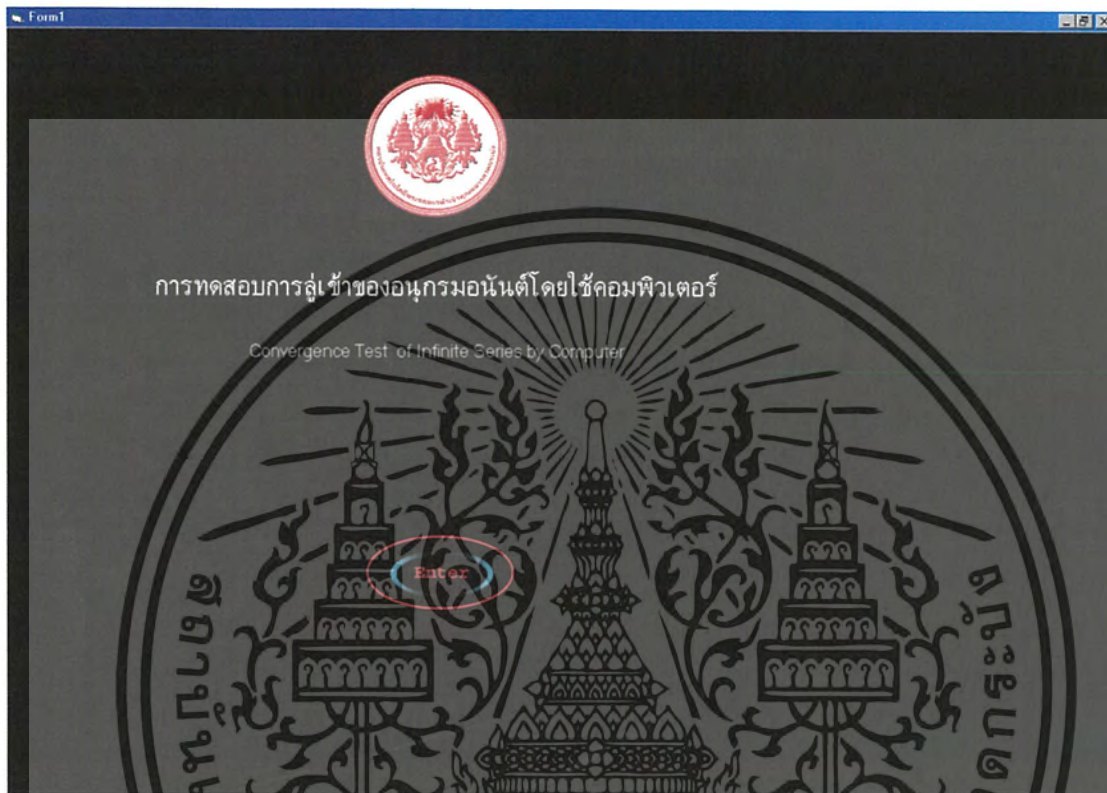 Form1
การทดสอบการลู่เข้าของอนุกรมอนันต์โดยใช้คอมพิวเตอร์
Convergence Test of Infinite Series by Computer
Enter